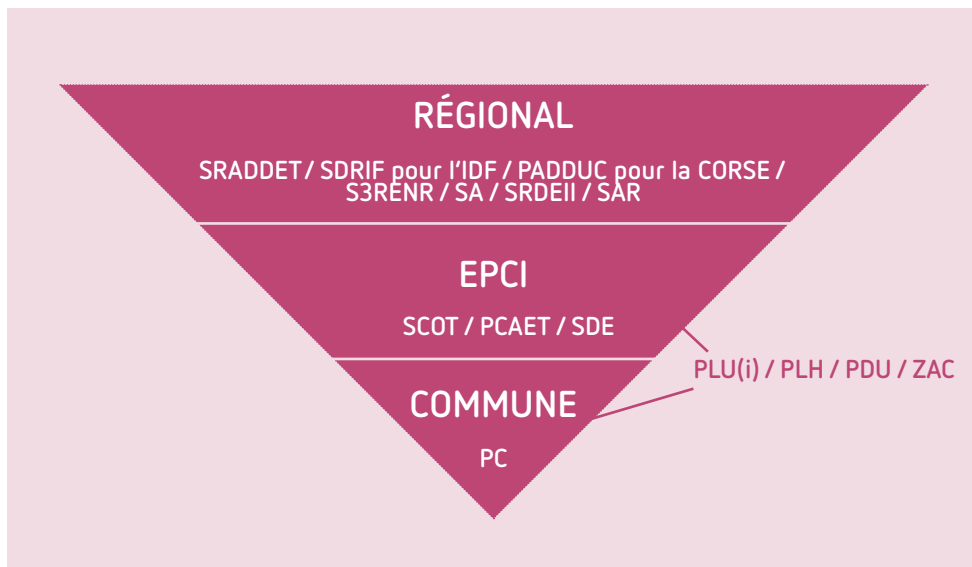 RÉGIONAL
SRADDET / SDRIF pour l'IDF / PADDUC pour la CORSE /
S3RENR / SA / SRDEII / SAR
EPCI
SCOT / PCAET / SDE
PLU(i) / PLH / PDU / ZAC
COMMUNE
PC